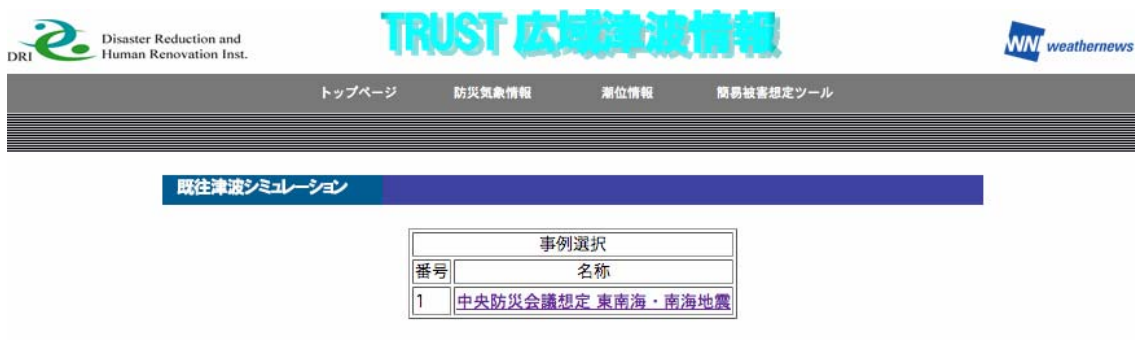 DRI
Disaster Reduction and
Human Renovation Inst.
TRUST 広域津波情報
WNI weathernews
トップページ 防災気象情報 潮位情報 簡易被害想定ツール
既往津波シミュレーション
事例選択
番号 名称
1 中央防災会議想定 東南海・南海地震